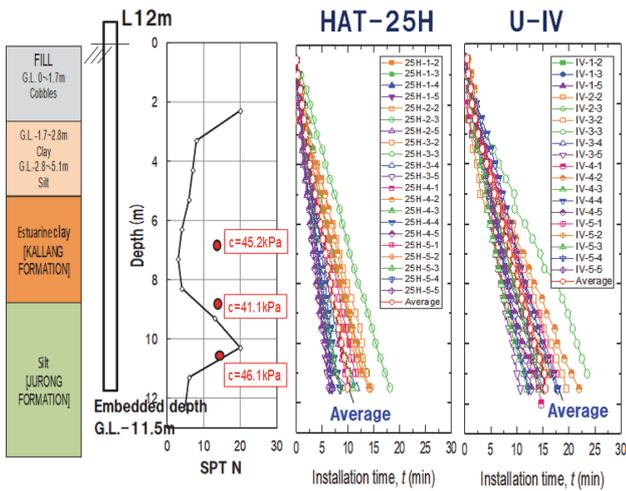 L12m
HAT-25H
U-IV
FILL
G.L. 0~-1.7m
Cobbles
G.L.-1.7~2.8m
Clay
G.L-2.8~5.1m
Silt
Estuarine clay
[KALLANG
FORMATION]
Silt
[JURONG
FORMATION]
Embedded depth
G.L.-11.5m
Depth (m)
0
2
4
6
8
10
12
c=45.2kPa
c=41.1kPa
c=46.1kPa
0 10 20 30
SPT N
25H-1-2
25H-1-3
25H-1-4
25H-1-5
25H-2-2
25H-2-3
25H-2-5
25H-3-2
25H-3-3
25H-3-4
25H-3-5
25H-4-1
25H-4-2
25H-4-3
25H-4-4
25H-4-5
25H-5-1
25H-5-2
25H-5-3
25H-5-4
25H-5-5
Average
Average
0 5 10 15 20 25 30
Installation time, t (min)
IV-1-2
IV-1-3
IV-1-5
IV-2-2
IV-2-3
IV-3-2
IV-3-3
IV-3-4
IV-3-5
IV-4-1
IV-4-2
IV-4-3
IV-4-4
IV-4-5
IV-5-1
IV-5-2
IV-5-3
IV-5-4
IV-5-5
Average
Average
0 5 10 15 20 25 30
Installation time, t (min)